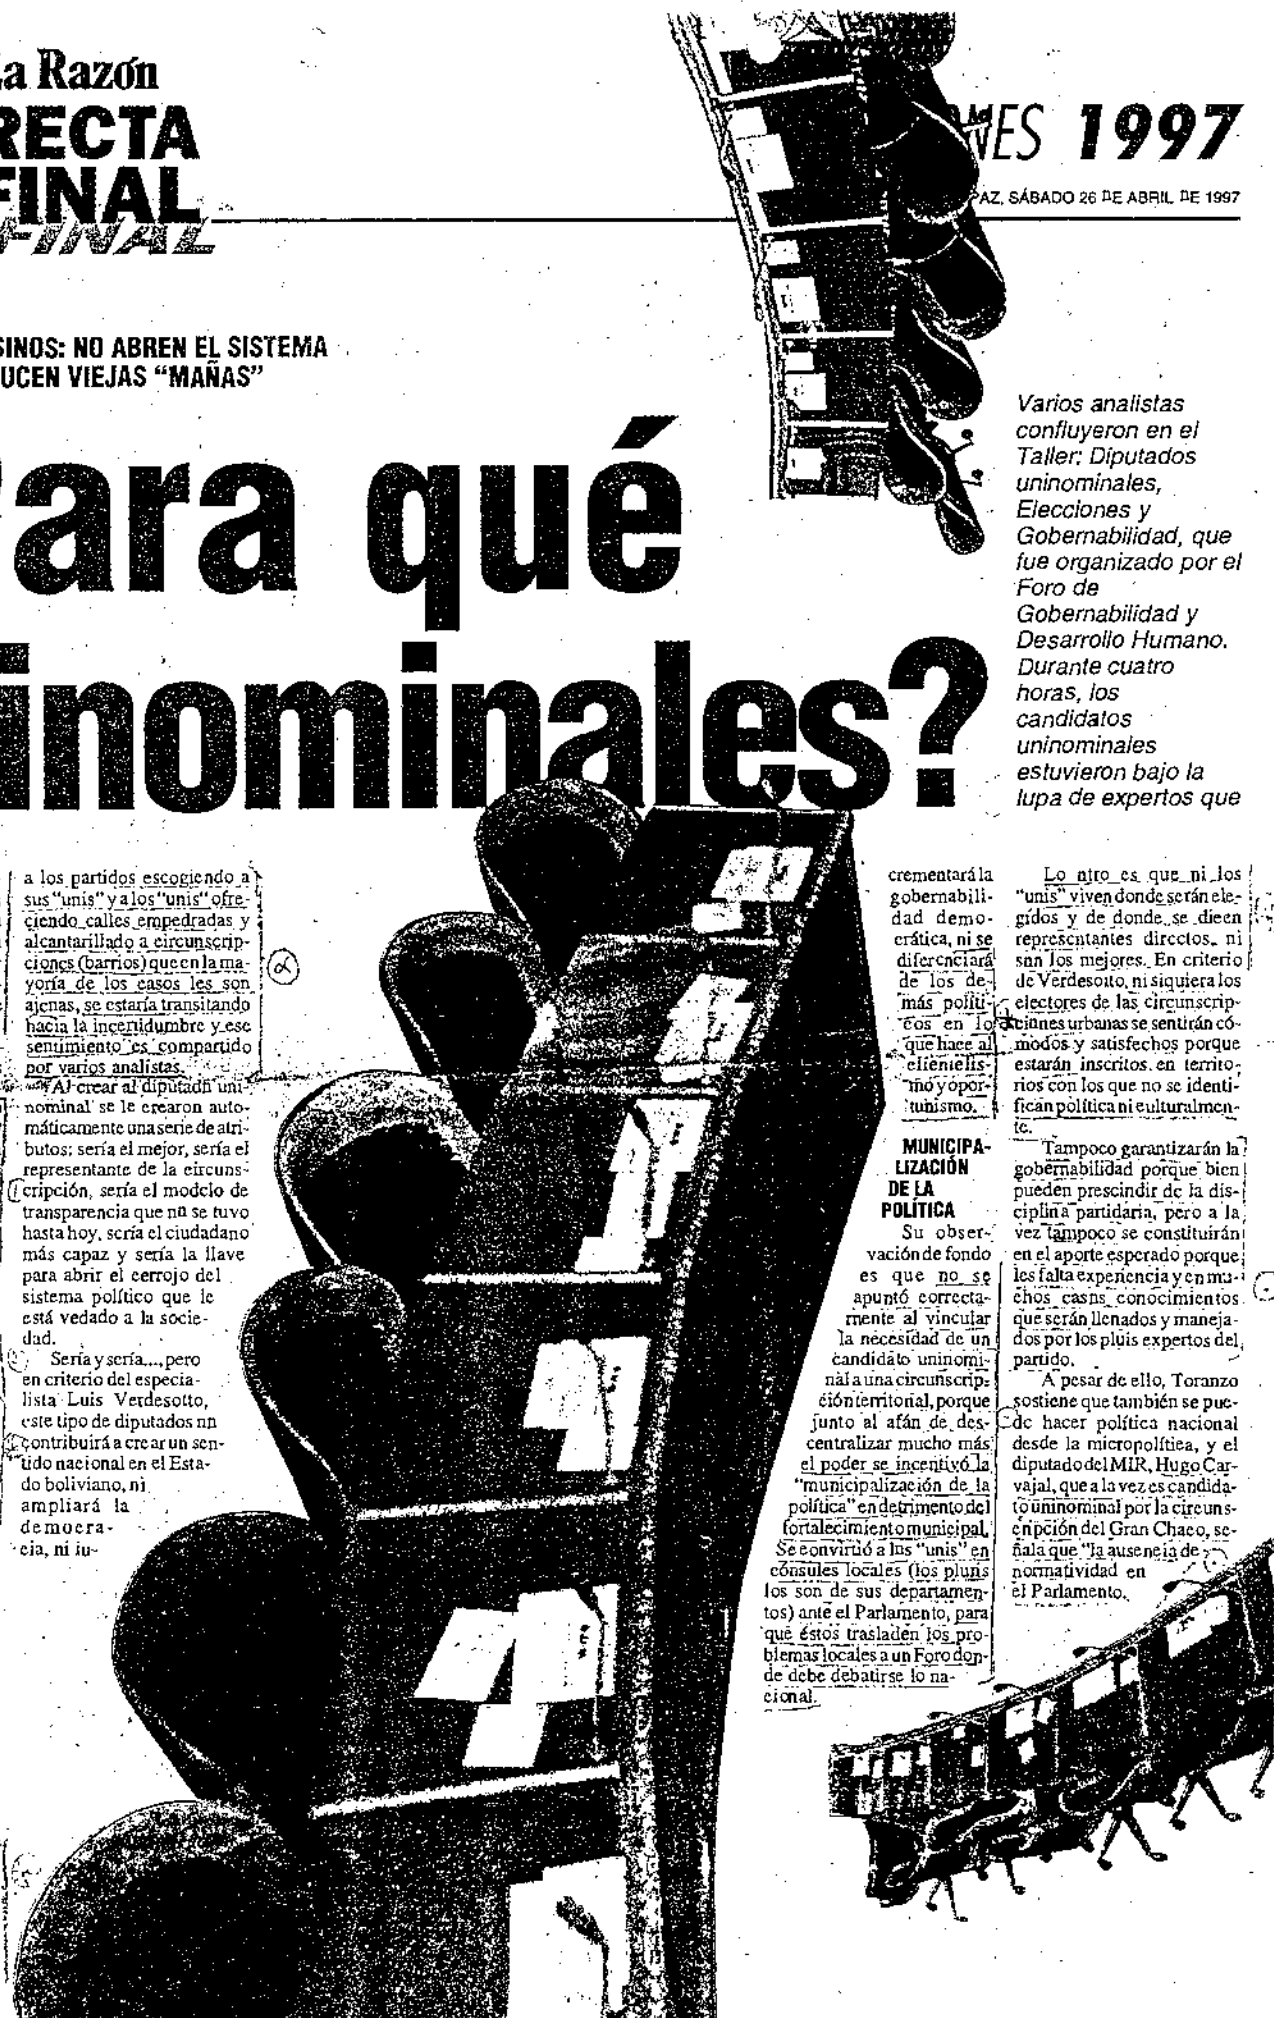 La Razón
RECTA
FINAL
FINAL
NES 1997
PAZ, SÁBADO 26 DE ABRIL DE 1997
SINOS: NO ABREN EL SISTEMA
UCEN VIEJAS “MAÑAS”
Para qué
inominales?
Varios analistas
confluyeron en el
Taller: Diputados
uninominales,
Elecciones y
Gobernabilidad, que
fue organizado por el
Foro de
Gobernabilidad y
Desarrollo Humano.
Durante cuatro
horas, los
candidatos
uninominales
estuvieron bajo la
lupa de expertos que
a los partidos escogiendo a
sus “unis” y a los “unis” ofre-
ciendo calles empedradas y
alcantarillado a circunscrip-
ciones (barrios) que en la ma-
yoría de los casos les son
ajenas, se estaría transitando
hacia la incertidumbre y ese
sentimiento es compartido
por varios analistas.
Al crear al diputado uni-
nominal se le crearon auto-
máticamente una serie de atri-
butos: sería el mejor, sería el
representante de la circuns-
cripción, sería el modelo de
transparencia que no se tuvo
hasta hoy, sería el ciudadano
más capaz y sería la llave
para abrir el cerrojo del
sistema político que le
está vedado a la socie-
dad.
Sería y sería..., pero
en criterio del especia-
lista Luis Verdesotto,
este tipo de diputados no
contribuirá a crear un sen-
tido nacional en el Esta-
do boliviano, ni
ampliará la
democra-
cia, ni in-
crementará la
gobernabili-
dad demo-
crática, ni se
diferenciará
de los de-
más políti-
cos en lo
que hace al
clientelis-
mo y opor-
tunismo.
MUNICIPA-
LIZACIÓN
DE LA
POLÍTICA
Su obser-
vación de fondo
es que no se
apuntó correcta-
mente al vincular
la necesidad de un
candidato uninomi-
nal a una circunscrip-
ción territorial, porque
junto al afán de des-
centralizar mucho más
el poder se incentivó la
“municipalización de la
política” en detrimento del
fortalecimiento municipal.
Se convirtió a los “unis” en
cónsules locales (los pluris
los son de sus departamen-
tos) ante el Parlamento, para
que éstos trasladen los pro-
blemas locales a un Foro don-
de debe debatirse lo na-
cional.
Lo otro es que ni los
“unis” viven donde serán ele-
gidos y de donde se dicen
representantes directos, ni
son los mejores. En criterio
de Verdesotto, ni siquiera los
electores de las circunscrip-
ciones urbanas se sentirán có-
modos y satisfechos porque
estarán inscritos en territo-
rios con los que no se identi-
fican política ni culturalmen-
te.
Tampoco garantizarán la
gobernabilidad porque bien
pueden prescindir de la dis-
ciplina partidaria, pero a la
vez tampoco se constituirán
en el aporte esperado porque
les falta experiencia y en mu-
chos casos conocimientos
que serán llenados y maneja-
dos por los pluis expertos del
partido.
A pesar de ello, Toranzo
sostiene que también se pue-
de hacer política nacional
desde la micropolítica, y el
diputado del MIR, Hugo Car-
vajal, que a la vez es candida-
to uninominal por la circuns-
cripción del Gran Chaco, se-
ñala que “la ausencia de
normatividad en
el Parlamento,